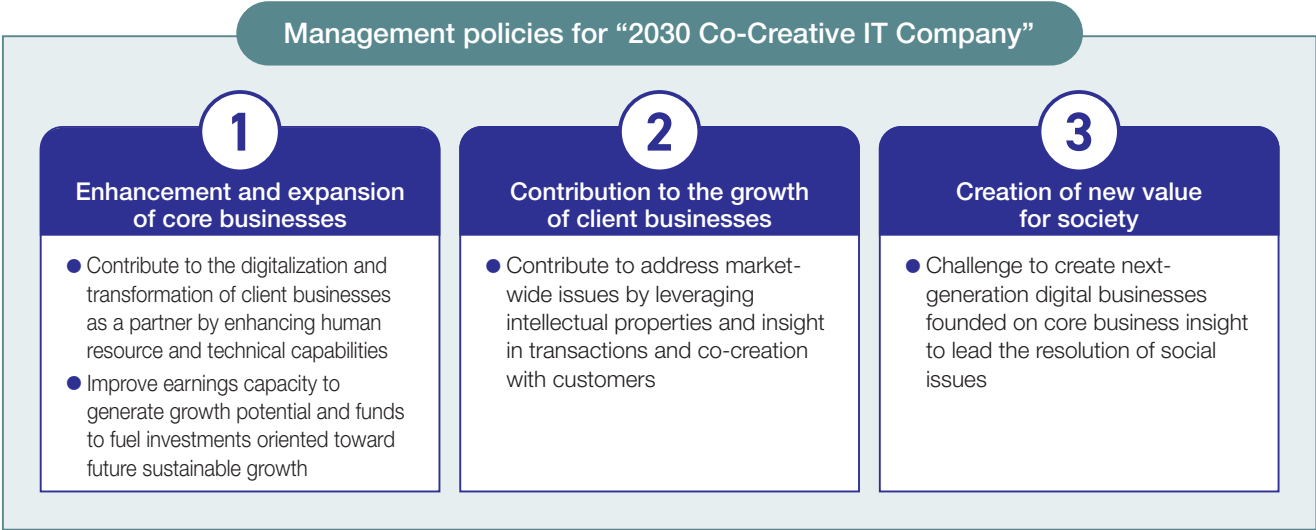 Management policies for “2030 Co-Creative IT Company”
1
Enhancement and expansion
of core businesses
● Contribute to the digitalization and
transformation of client businesses
as a partner by enhancing human
resource and technical capabilities
● Improve earnings capacity to
generate growth potential and funds
to fuel investments oriented toward
future sustainable growth
2
Contribution to the growth
of client businesses
● Contribute to address market-
wide issues by leveraging
intellectual properties and insight
in transactions and co-creation
with customers
3
Creation of new value
for society
● Challenge to create next-
generation digital businesses
founded on core business insight
to lead the resolution of social
issues